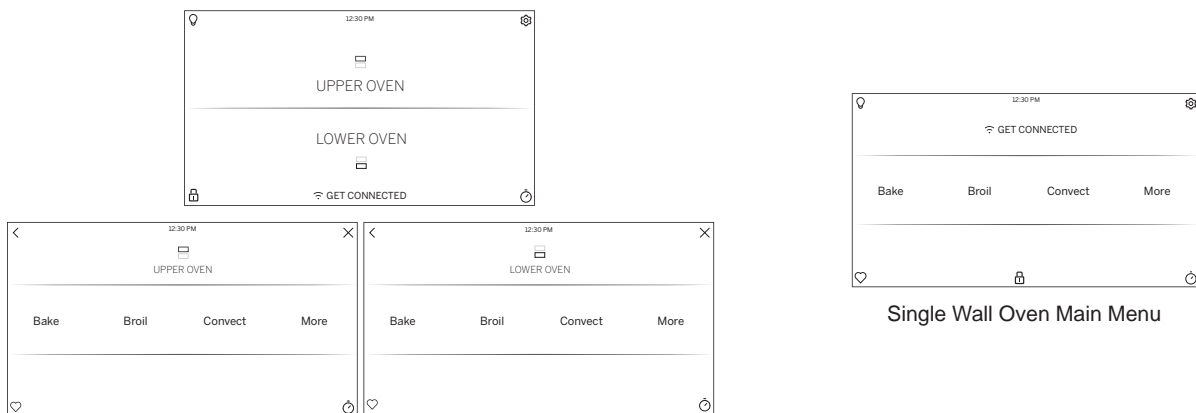 12:30 PM
UPPER OVEN
LOWER OVEN
GET CONNECTED
12:30 PM
UPPER OVEN
Bake Broil Convect More
12:30 PM
LOWER OVEN
Bake Broil Convect More
12:30 PM
GET CONNECTED
Bake Broil Convect More
Single Wall Oven Main Menu